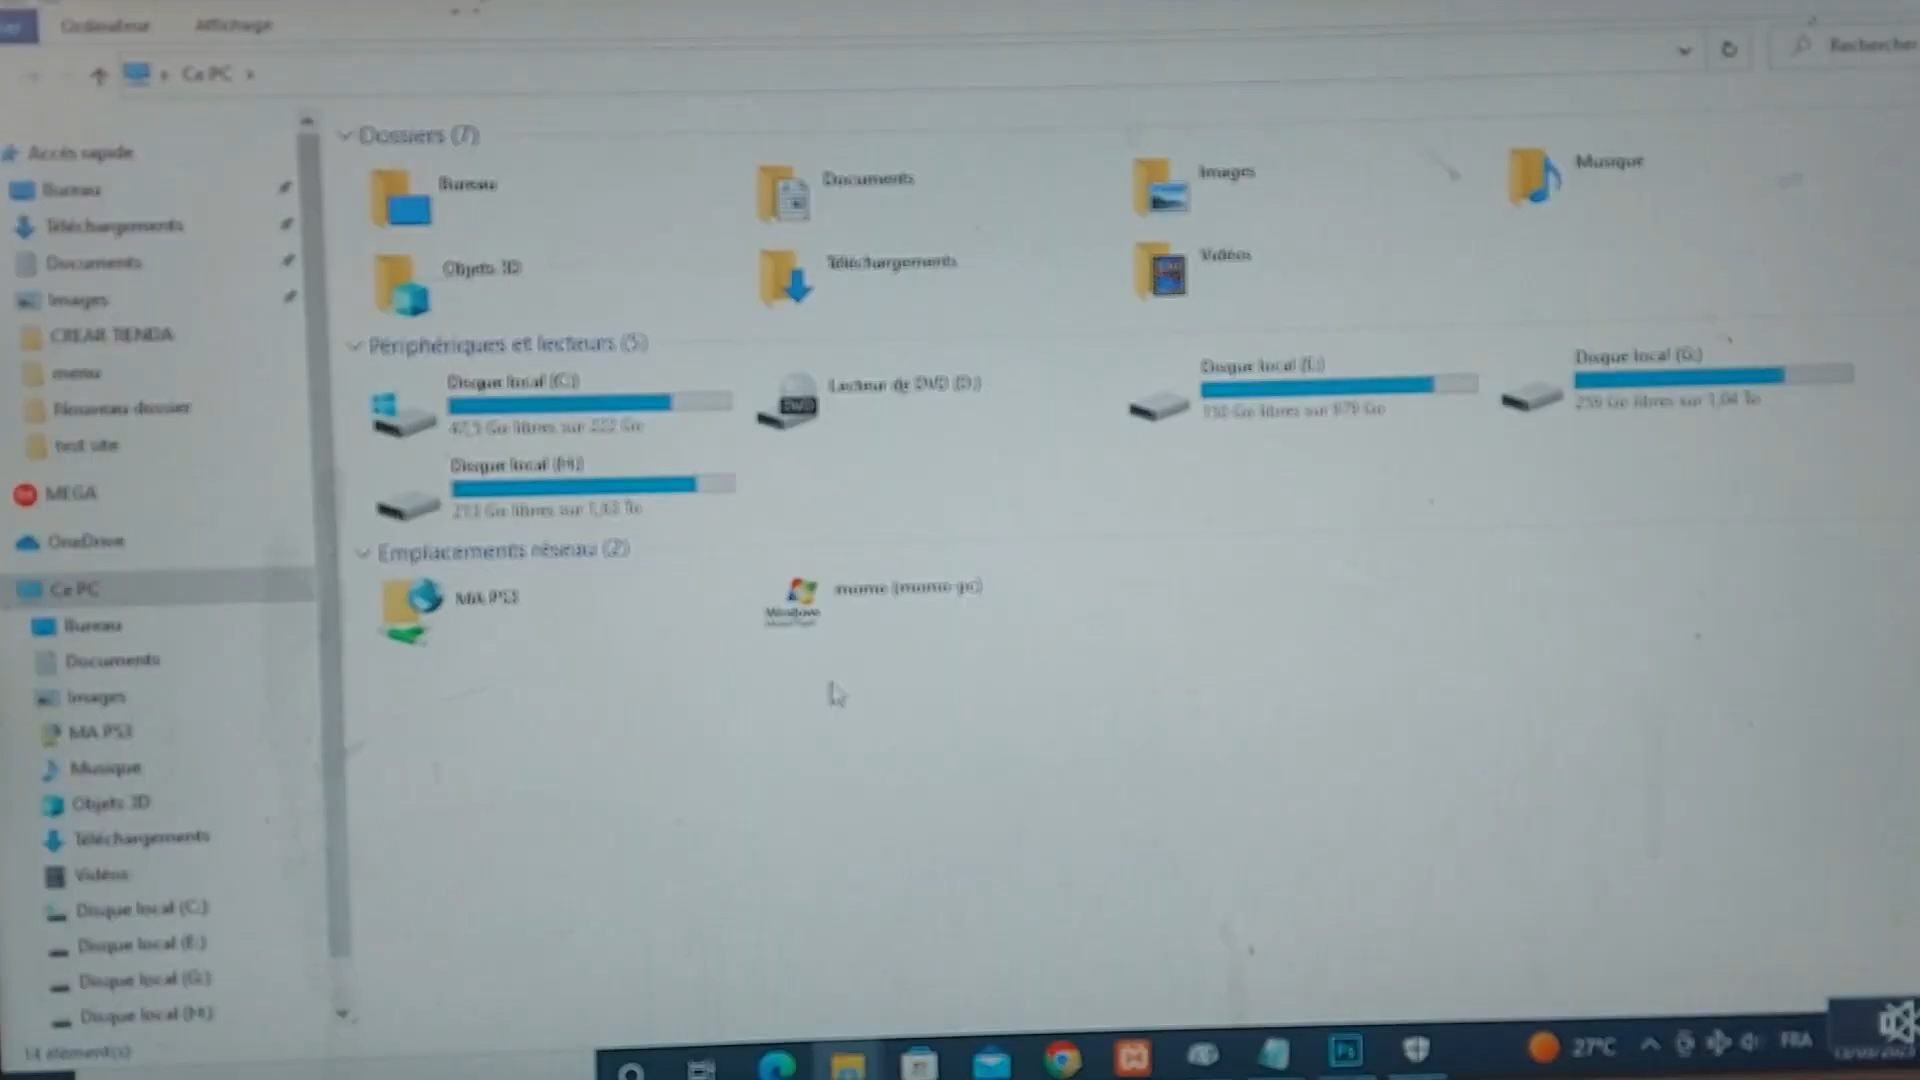 Ordinateur Affichage
Ce PC
Rechercher
Accès rapide
Bureau
Téléchargements
Documents
Images
CREAR TIENDA
menu
Nouveau dossier
test site
MEGA
OneDrive
Ce PC
Bureau
Documents
Images
MA PS3
Musique
Objets 3D
Téléchargements
Vidéos
Disque local (C:)
Disque local (E:)
Disque local (G:)
Disque local (H:)
14 élément(s)
Dossiers (7)
Bureau
Documents
Images
Musique
Objets 3D
Téléchargements
Vidéos
Périphériques et lecteurs (5)
Disque local (C:)
47,5 Go libres sur 222 Go
Lecteur de DVD (D:)
DVD
Disque local (E:)
Go libres sur 879 Go
Disque local (G:)
259 Go libres sur 1,04 To
Disque local (H:)
Go libres sur To
Emplacements réseau (2)
MA PS3
Windows
momo (momo-pc)
Ps
27°C
FRA